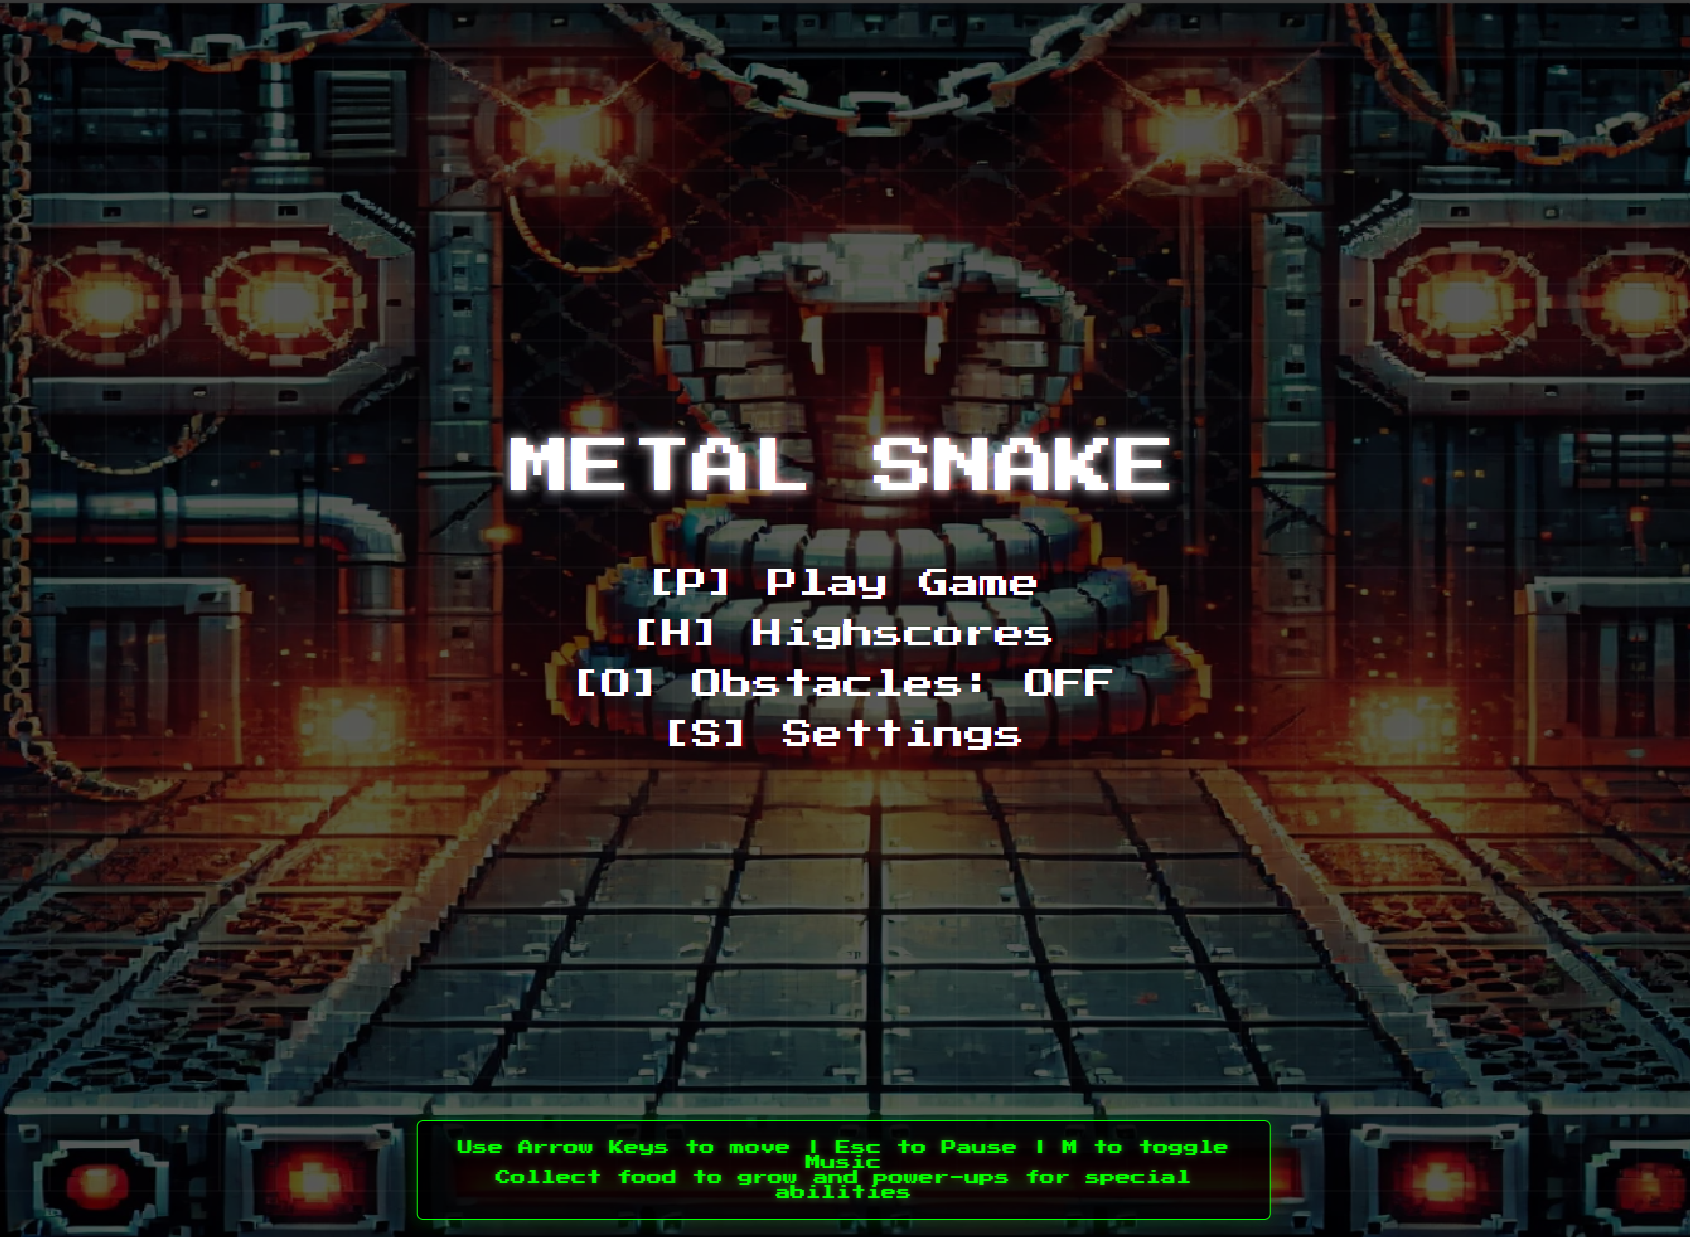 METAL SNAKE
[P] Play Game
[H] Highscores
[O] Obstacles: OFF
[S] Settings
Use Arrow Keys to move | Esc to Pause | M to toggle
Music
Collect food to grow and power-ups for special
abilities